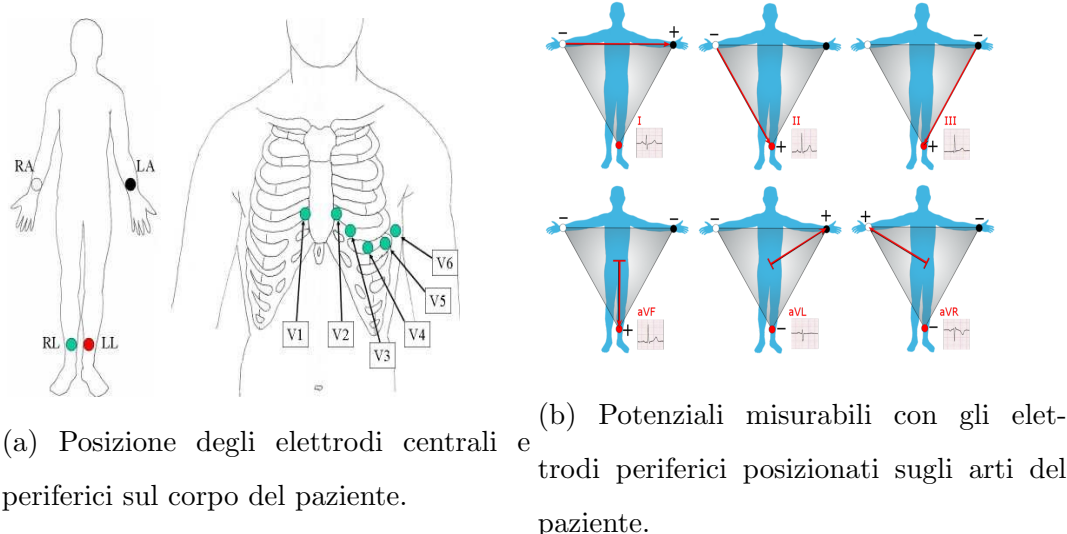 RA
LA
RL
LL
V1
V2
V3
V4
V5
V6
(a) Posizione degli elettrodi centrali e
periferici sul corpo del paziente.
− +
I
−
II
+
−
III
+
− −
aVF
+
− +
aVL
−
+ −
aVR
−
(b) Potenziali misurabili con gli elet-
trodi periferici posizionati sugli arti del
paziente.